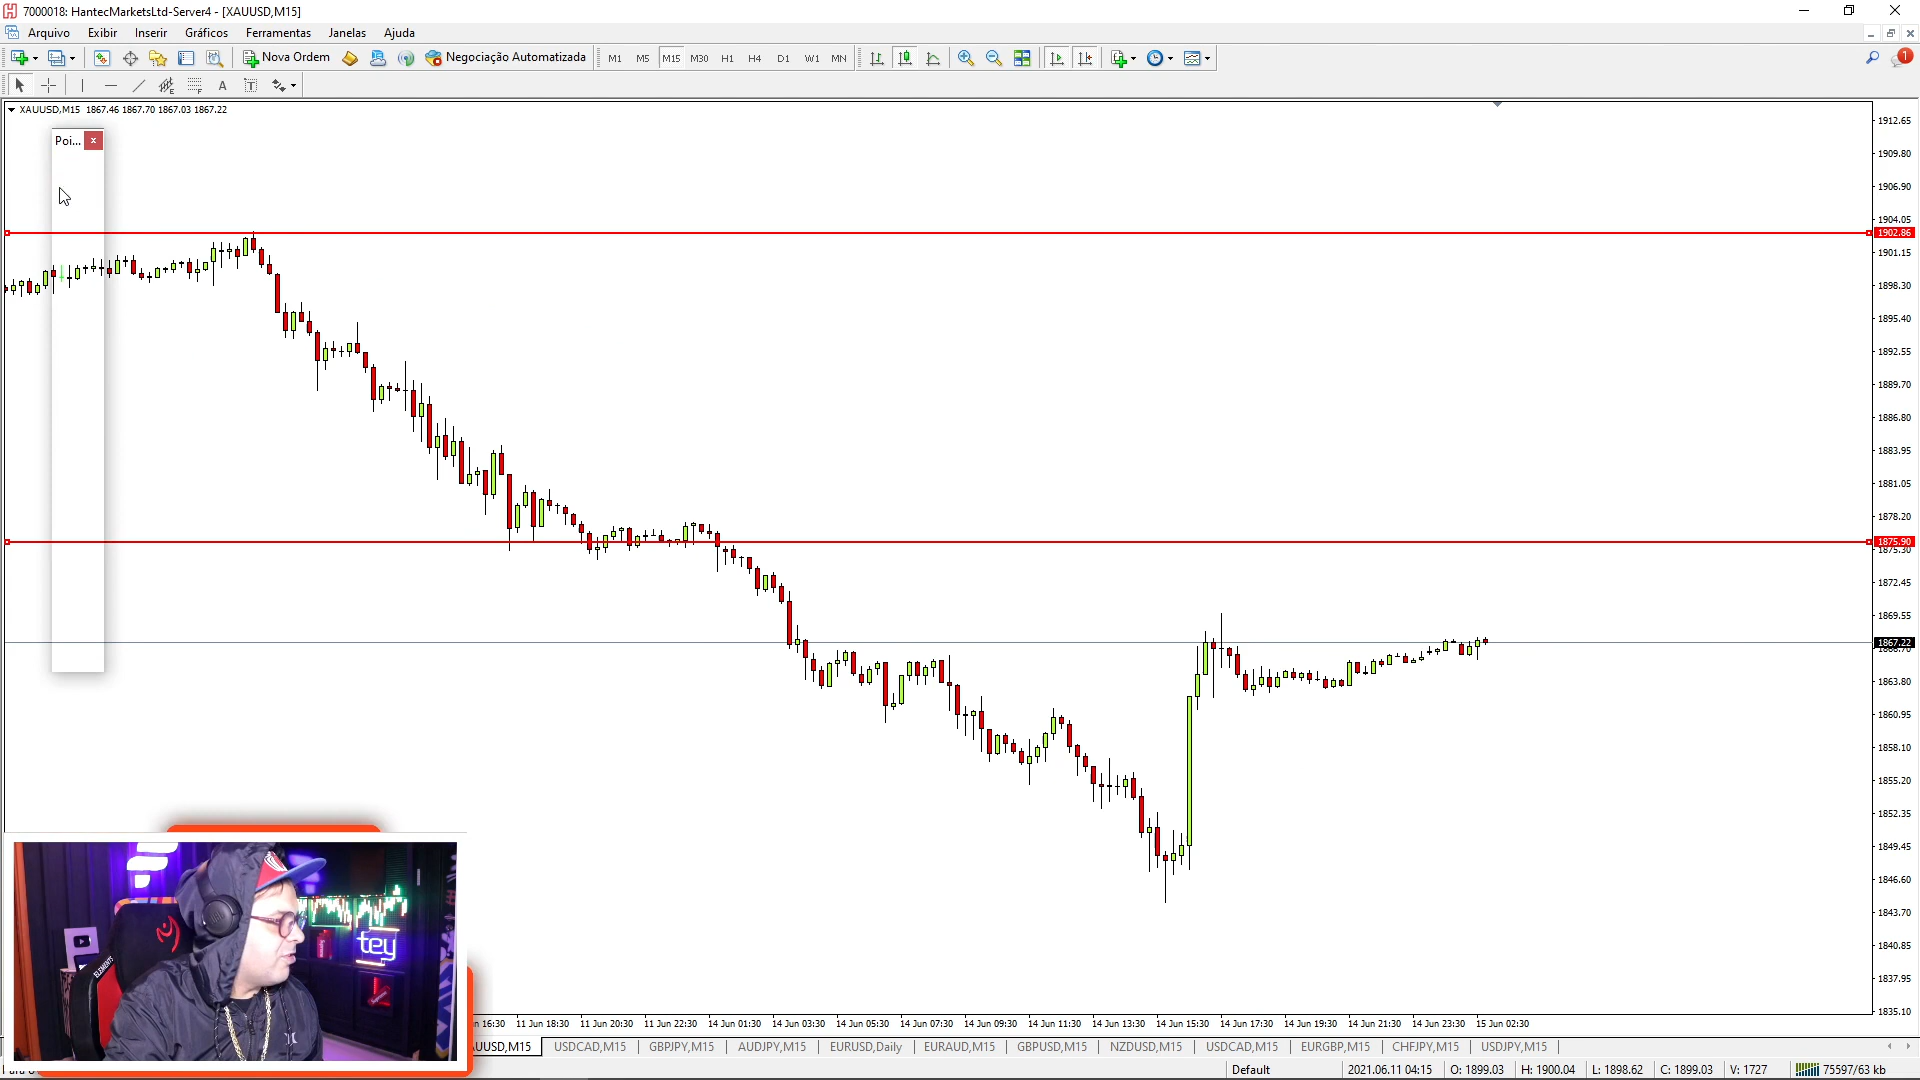 7000018: HantecMarketsLtd-Server4 - [XAUUSD,M15]
Arquivo Exibir Inserir Gráficos Ferramentas Janelas Ajuda
Nova Ordem Negociação Automatizada M1 M5 M15 M30 H1 H4 D1 W1 MN 1
A T
XAUUSD,M15 1867.46 1867.70 1867.03 1867.22
Poi...
1912.65
1909.80
1906.90
1904.05
1902.86
1901.15
1898.30
1895.40
1892.55
1889.70
1886.80
1883.95
1881.05
1878.20
1875.90
1875.30
1872.45
1869.55
1867.22
1863.80
1860.95
1858.10
1855.20
1852.35
1849.45
1846.60
1843.70
1840.85
1837.95
1835.10
tey
ELEMENTS
16:30 11 Jun 18:30 11 Jun 20:30 11 Jun 22:30 14 Jun 01:30 14 Jun 03:30 14 Jun 05:30 14 Jun 07:30 14 Jun 09:30 14 Jun 11:30 14 Jun 13:30 14 Jun 15:30 14 Jun 17:30 14 Jun 19:30 14 Jun 21:30 14 Jun 23:30 15 Jun 02:30
AUUSD,M15 USDCAD,M15 GBPJPY,M15 AUDJPY,M15 EURUSD,Daily EURAUD,M15 GBPUSD,M15 NZDUSD,M15 USDCAD,M15 EURGBP,M15 CHFJPY,M15 USDJPY,M15
Default 2021.06.11 04:15 O: 1899.03 H: 1900.04 L: 1898.62 C: 1899.03 V: 1727 75597/63 kb